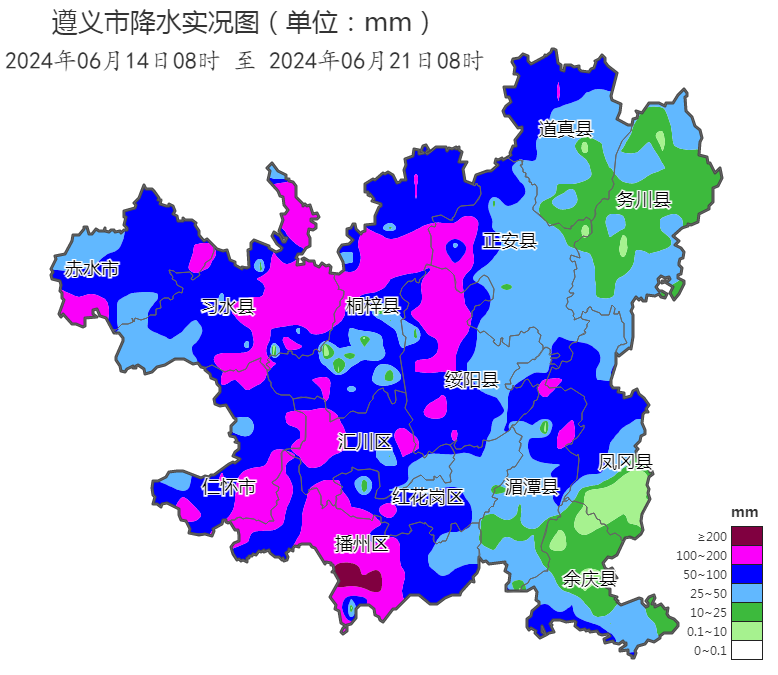 遵义市降水实况图（单位：mm）
2024年06月14日08时 至 2024年06月21日08时
道真县
务川县
正安县
赤水市
习水县
桐梓县
绥阳县
汇川区
凤冈县
仁怀市
红花岗区
湄潭县
播州区
余庆县
mm
≥200
100~200
50~100
25~50
10~25
0.1~10
0~0.1